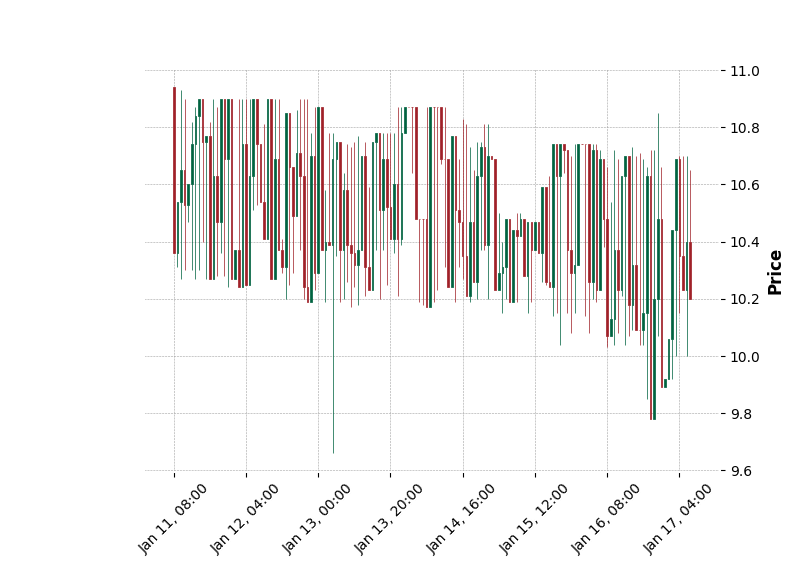 11.0
10.8
10.6
10.4
10.2
10.0
9.8
9.6
Price
Jan 11, 08:00
Jan 12, 04:00
Jan 13, 00:00
Jan 13, 20:00
Jan 14, 16:00
Jan 15, 12:00
Jan 16, 08:00
Jan 17, 04:00